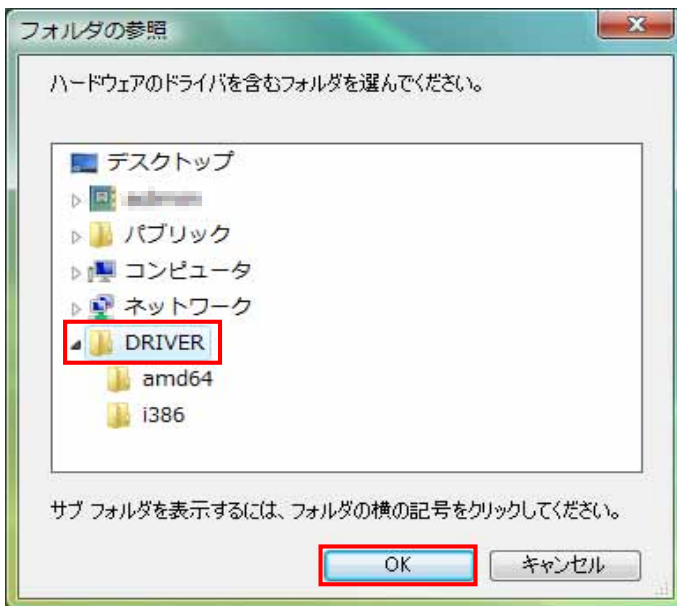 フォルダの参照
ハードウェアのドライバを含むフォルダを選んでください。
デスクトップ
パブリック
コンピュータ
ネットワーク
DRIVER
amd64
i386
サブ フォルダを表示するには、フォルダの横の記号をクリックしてください。
OK
キャンセル